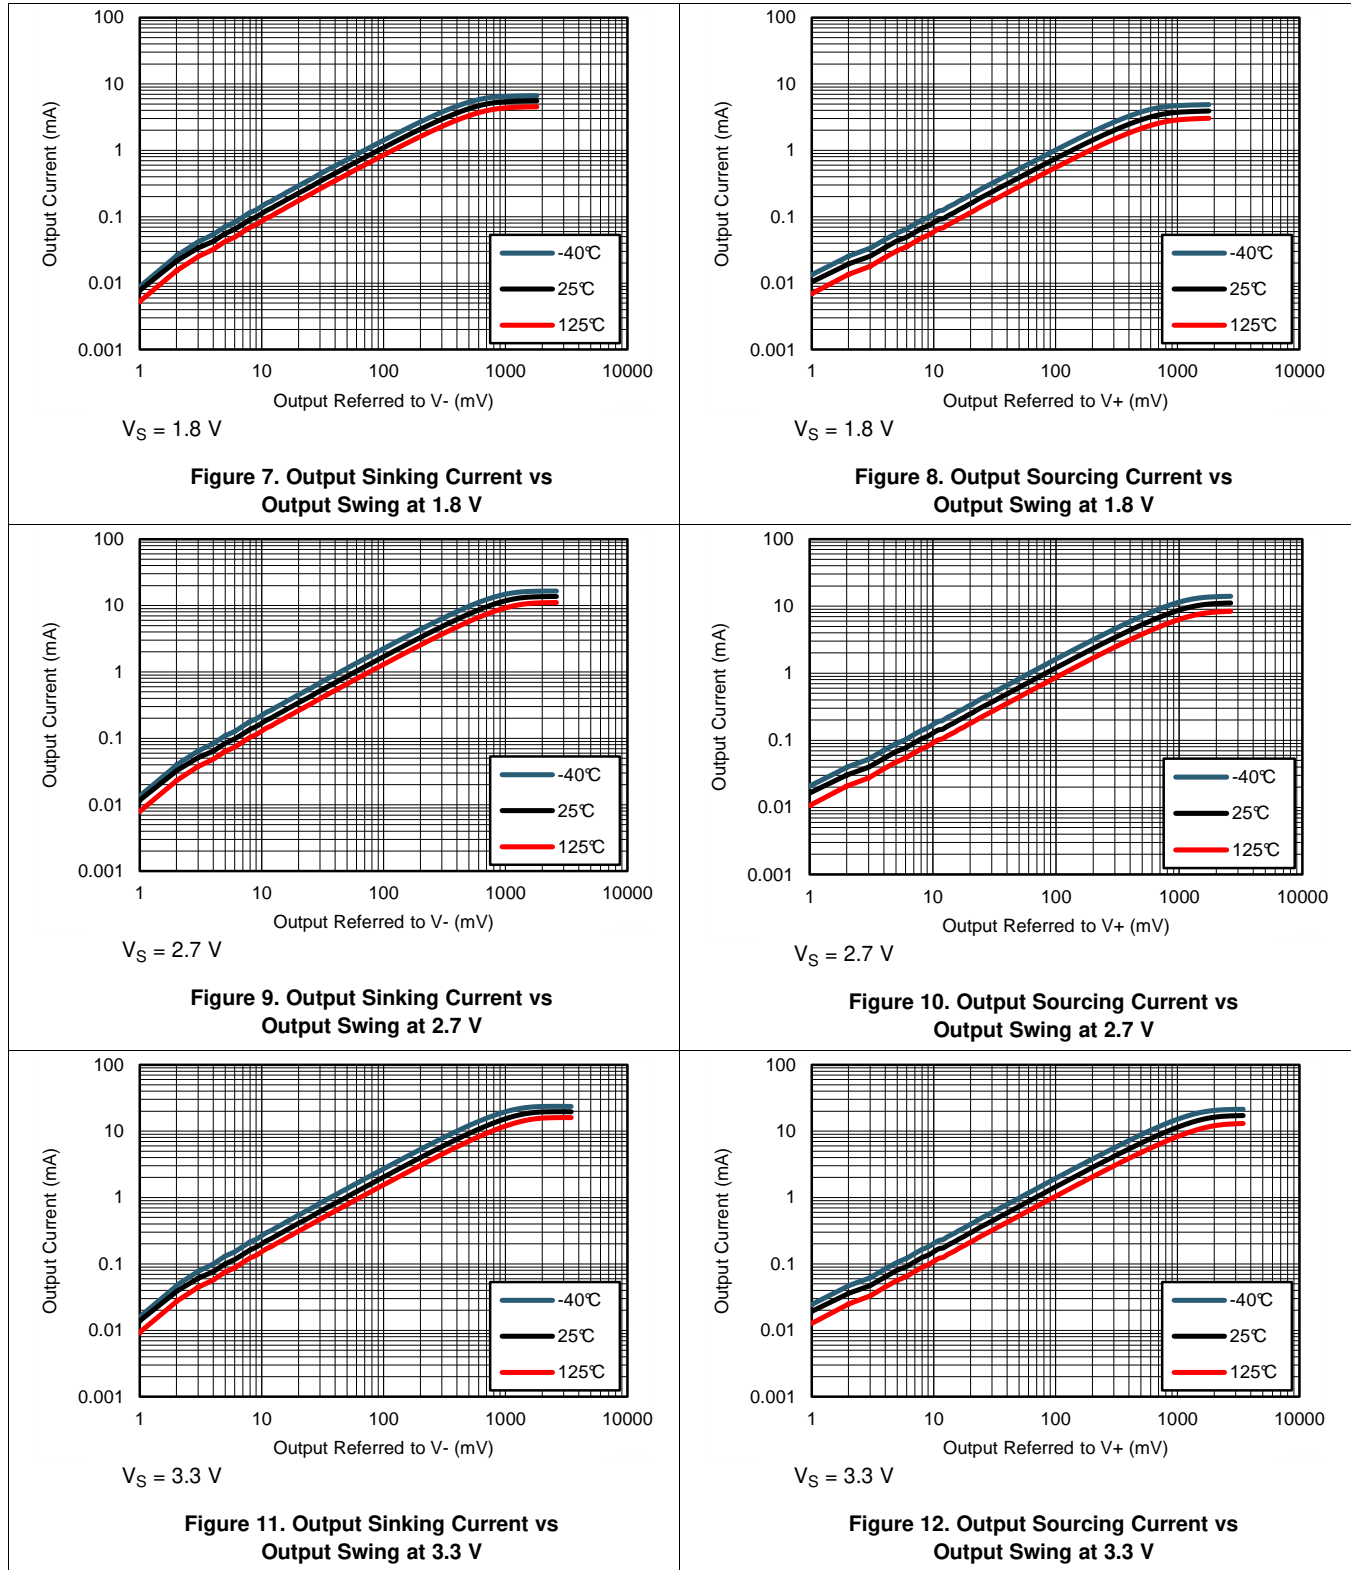 100
10
1
0.1
0.01
0.001
Output Current (mA)
-40°C
25°C
125°C
1 10 100 1000 10000
Output Referred to V- (mV)
VS = 1.8 V
Figure 7. Output Sinking Current vs
Output Swing at 1.8 V
100
10
1
0.1
0.01
0.001
Output Current (mA)
-40°C
25°C
125°C
1 10 100 1000 10000
Output Referred to V+ (mV)
VS = 1.8 V
Figure 8. Output Sourcing Current vs
Output Swing at 1.8 V
100
10
1
0.1
0.01
0.001
Output Current (mA)
-40°C
25°C
125°C
1 10 100 1000 10000
Output Referred to V- (mV)
VS = 2.7 V
Figure 9. Output Sinking Current vs
Output Swing at 2.7 V
100
10
1
0.1
0.01
0.001
Output Current (mA)
-40°C
25°C
125°C
1 10 100 1000 10000
Output Referred to V+ (mV)
VS = 2.7 V
Figure 10. Output Sourcing Current vs
Output Swing at 2.7 V
100
10
1
0.1
0.01
0.001
Output Current (mA)
-40°C
25°C
125°C
1 10 100 1000 10000
Output Referred to V- (mV)
VS = 3.3 V
Figure 11. Output Sinking Current vs
Output Swing at 3.3 V
100
10
1
0.1
0.01
0.001
Output Current (mA)
-40°C
25°C
125°C
1 10 100 1000 10000
Output Referred to V+ (mV)
VS = 3.3 V
Figure 12. Output Sourcing Current vs
Output Swing at 3.3 V